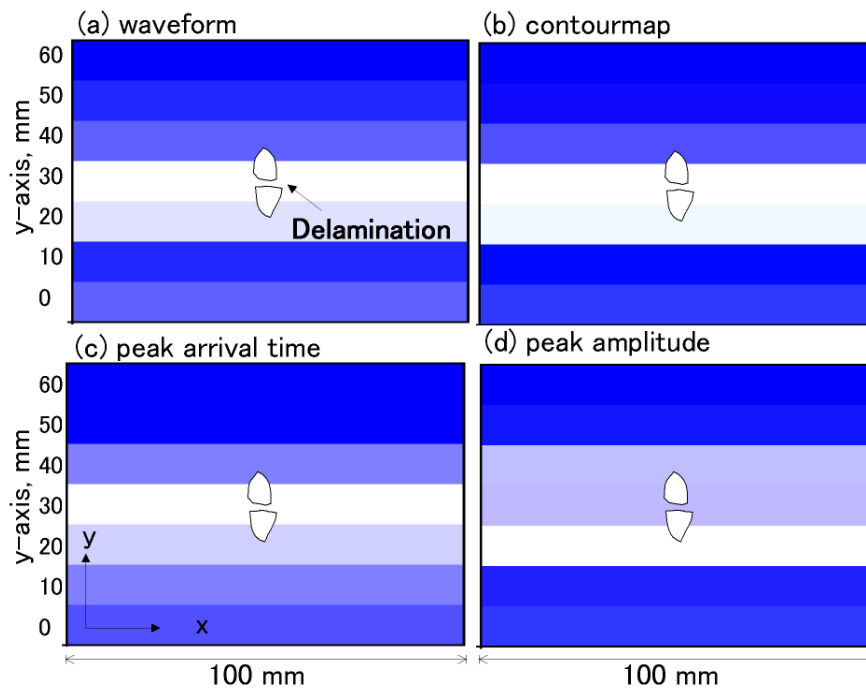 (a) waveform
(b) contourmap
60
50
40
30
20
10
0
y-axis, mm
Delamination
(c) peak arrival time
(d) peak amplitude
60
50
40
30
20
10
0
y-axis, mm
y
x
100 mm
100 mm